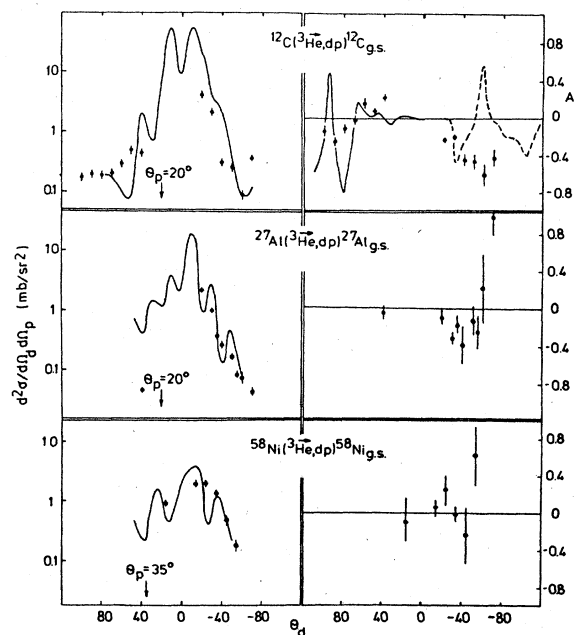 ¹²C(³He,dp)¹²Cg.s.
10
1
0.1
θp=20°
0.8
0.4
0
-0.4
-0.8
A
²⁷Al(³He,dp)²⁷Alg.s.
10
1
0.1
θp=20°
0.8
0.4
0
-0.4
d²σ/dΩd dΩp (mb/sr²)
⁵⁸Ni(³He,dp)⁵⁸Nig.s.
10
1
0.1
θp=35°
0.8
0.4
0
-0.4
-0.8
80 40 0 -40 80 40 0 -40 -80
θd